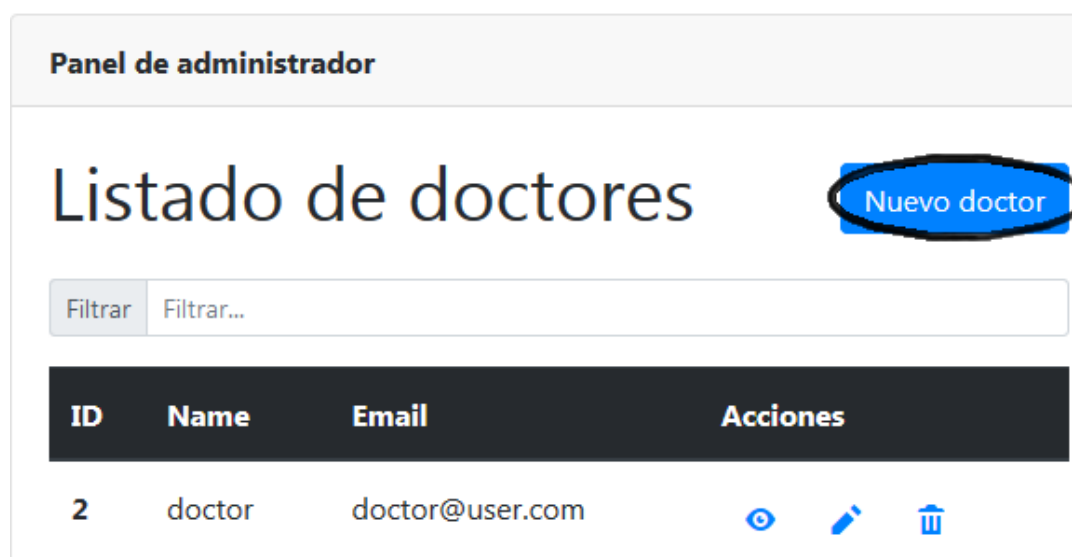 Panel de administrador
Listado de doctores
Nuevo doctor
Filtrar Filtrar...
ID Name Email Acciones
2 doctor doctor@user.com